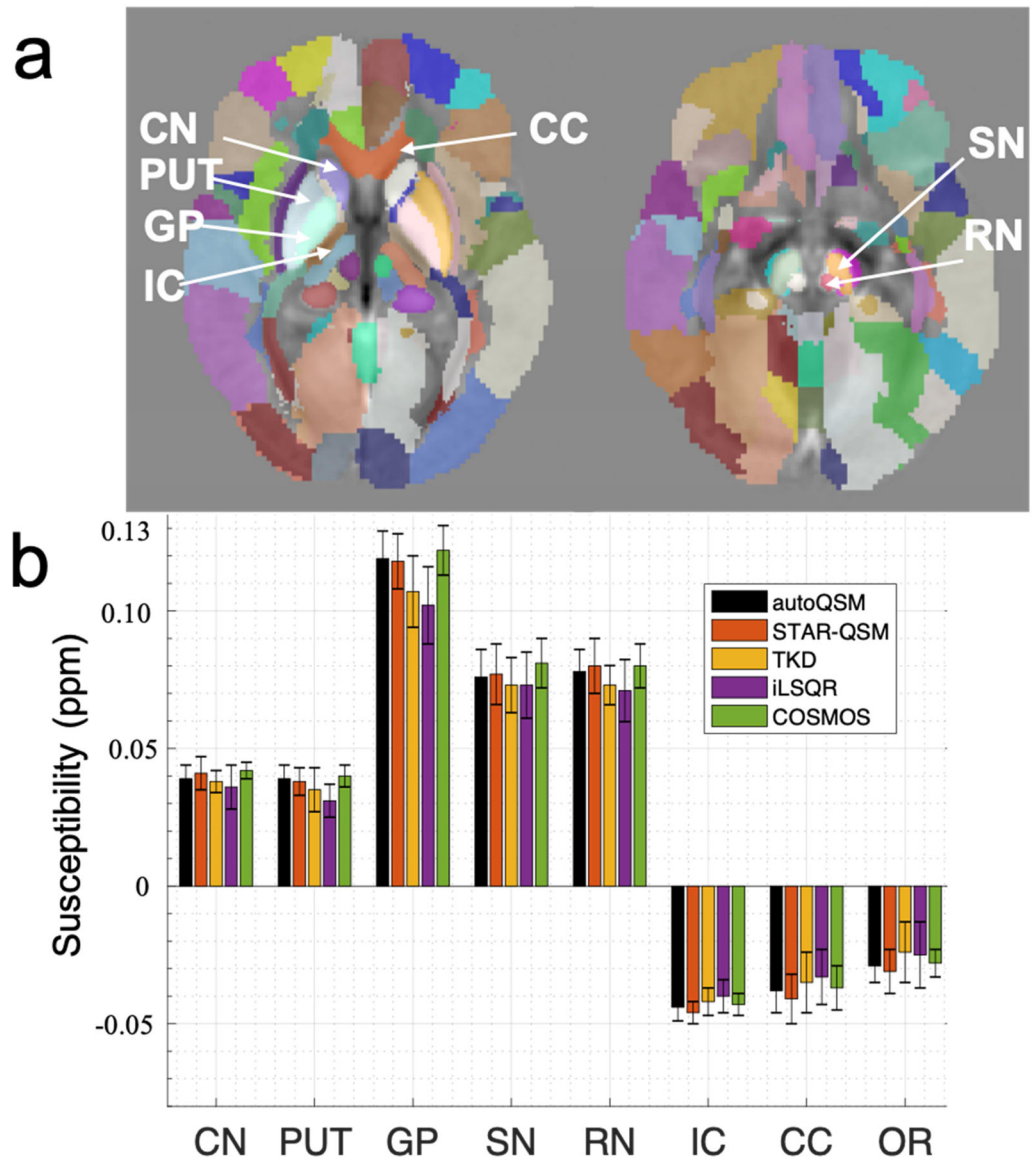 a
CN
CC
PUT
GP
IC
SN
RN
b
Susceptibility (ppm)
0.13
0.10
0.05
0
-0.05
autoQSM
STAR-QSM
TKD
iLSQR
COSMOS
CN PUT GP SN RN IC CC OR